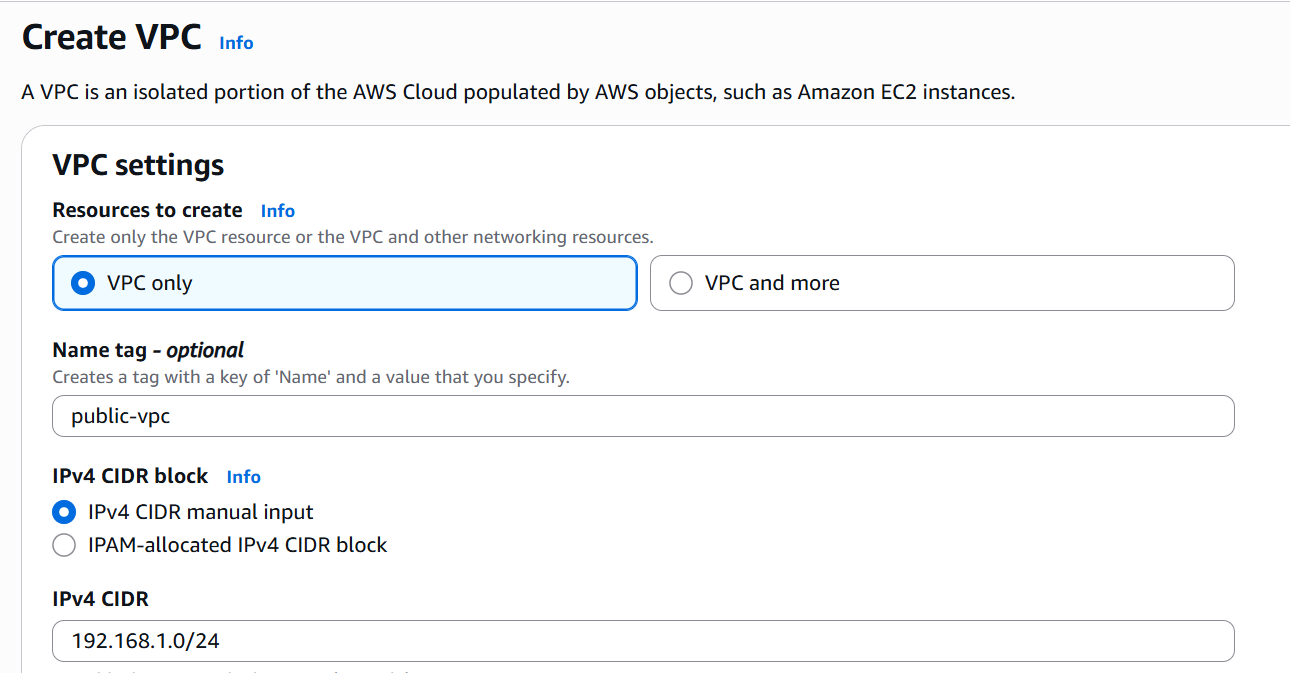 Create VPC Info
A VPC is an isolated portion of the AWS Cloud populated by AWS objects, such as Amazon EC2 instances.
VPC settings
Resources to create Info
Create only the VPC resource or the VPC and other networking resources.
VPC only VPC and more
Name tag - optional
Creates a tag with a key of 'Name' and a value that you specify.
public-vpc
IPv4 CIDR block Info
IPv4 CIDR manual input
IPAM-allocated IPv4 CIDR block
IPv4 CIDR
192.168.1.0/24